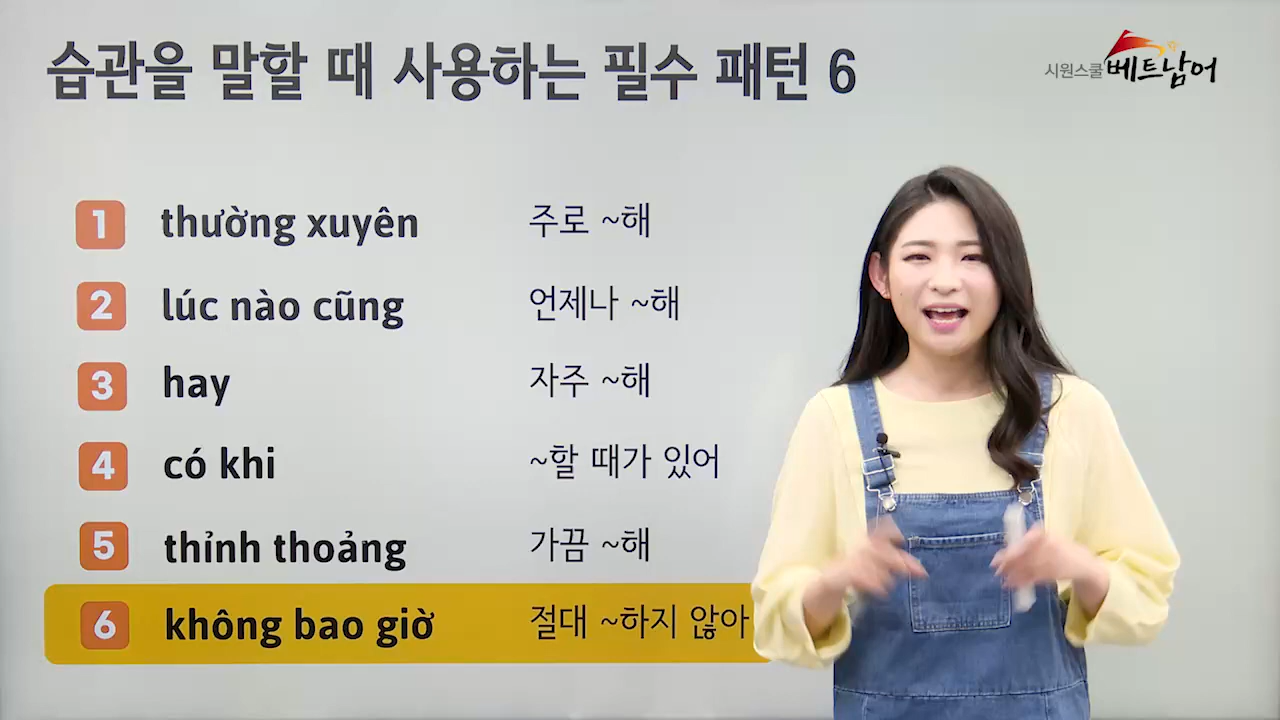 습관을 말할 때 사용하는 필수 패턴 6
시원스쿨 베트남어
1 thường xuyên 주로 ~해
2 lúc nào cũng 언제나 ~해
3 hay 자주 ~해
4 có khi ~할 때가 있어
5 thỉnh thoảng 가끔 ~해
6 không bao giờ 절대 ~하지 않아